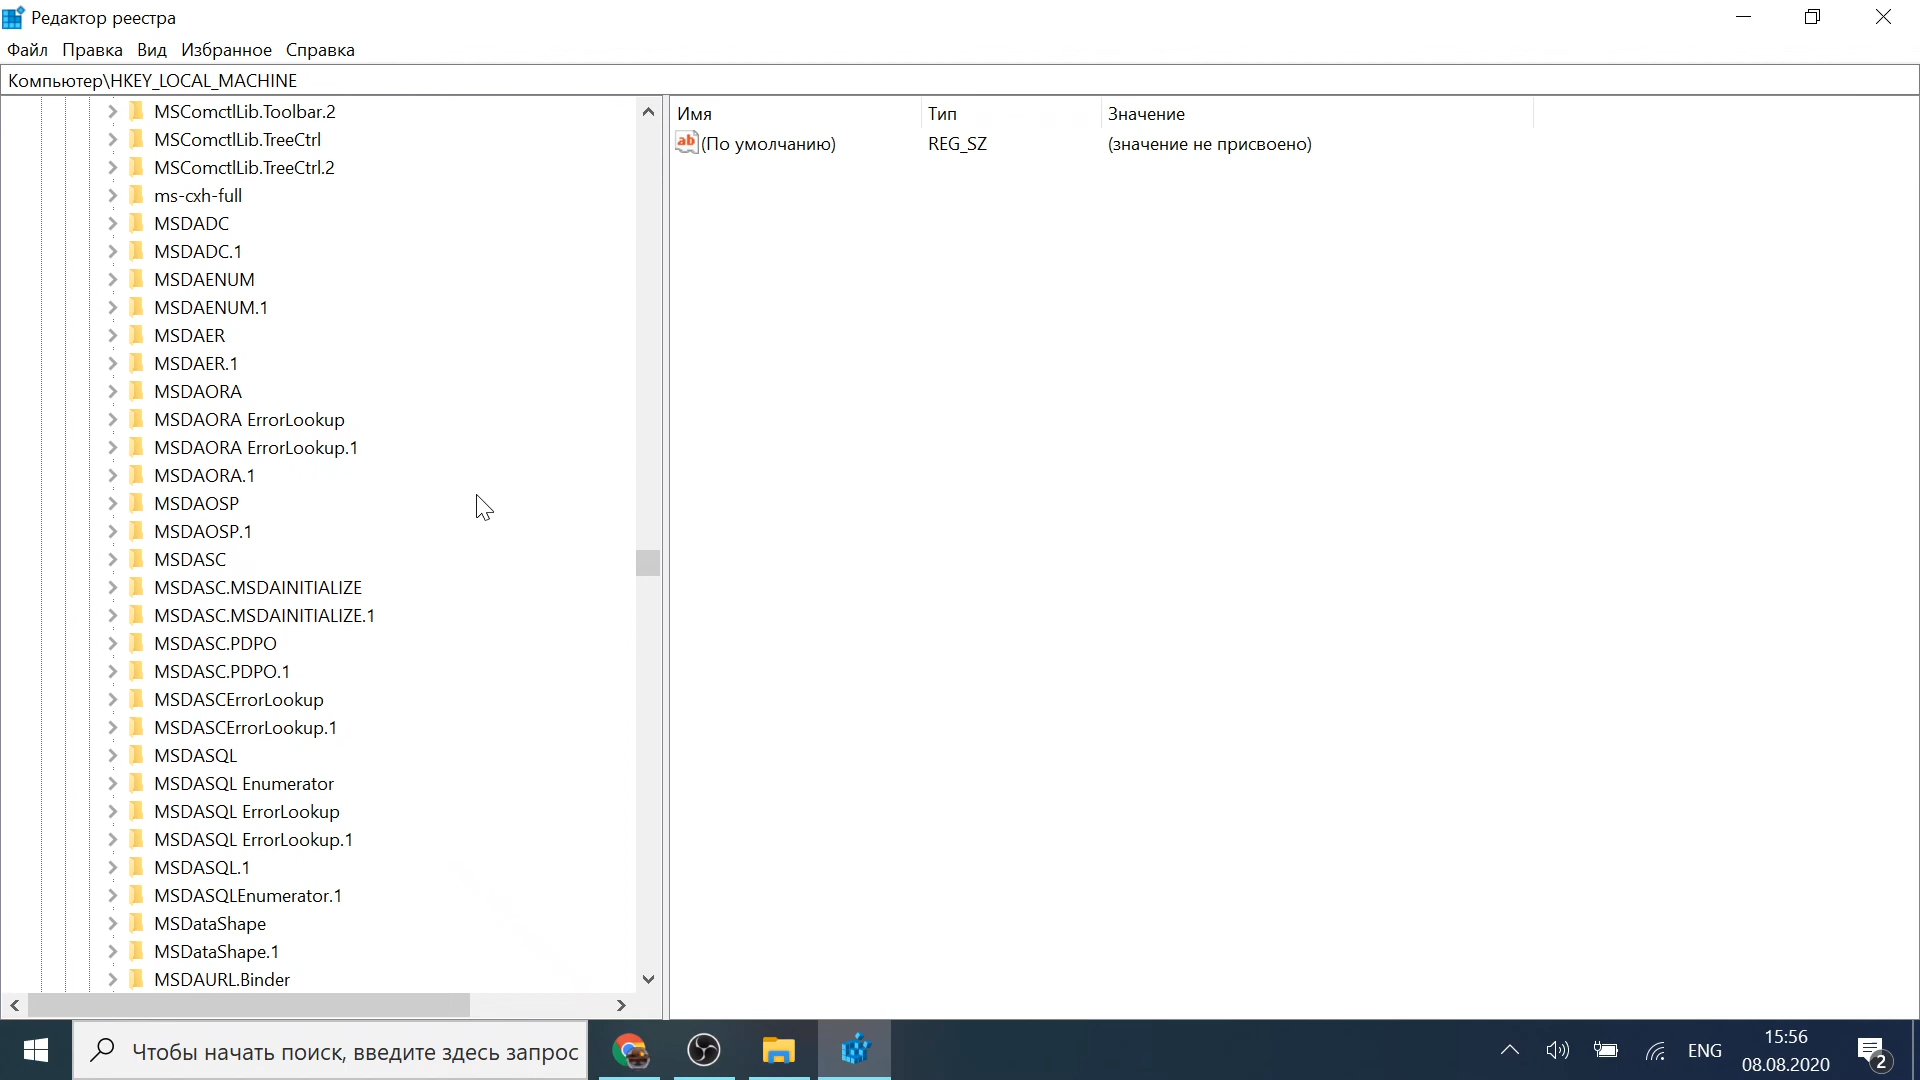 Редактор реестра
Файл Правка Вид Избранное Справка
Компьютер\HKEY_LOCAL_MACHINE
MSComctlLib.Toolbar.2
MSComctlLib.TreeCtrl
MSComctlLib.TreeCtrl.2
ms-cxh-full
MSDADC
MSDADC.1
MSDAENUM
MSDAENUM.1
MSDAER
MSDAER.1
MSDAORA
MSDAORA ErrorLookup
MSDAORA ErrorLookup.1
MSDAORA.1
MSDAOSP
MSDAOSP.1
MSDASC
MSDASC.MSDAINITIALIZE
MSDASC.MSDAINITIALIZE.1
MSDASC.PDPO
MSDASC.PDPO.1
MSDASCErrorLookup
MSDASCErrorLookup.1
MSDASQL
MSDASQL Enumerator
MSDASQL ErrorLookup
MSDASQL ErrorLookup.1
MSDASQL.1
MSDASQLEnumerator.1
MSDataShape
MSDataShape.1
MSDAURL.Binder
Имя Тип Значение
ab (По умолчанию) REG_SZ (значение не присвоено)
Чтобы начать поиск, введите здесь запрос
ENG
15:56
08.08.2020
2